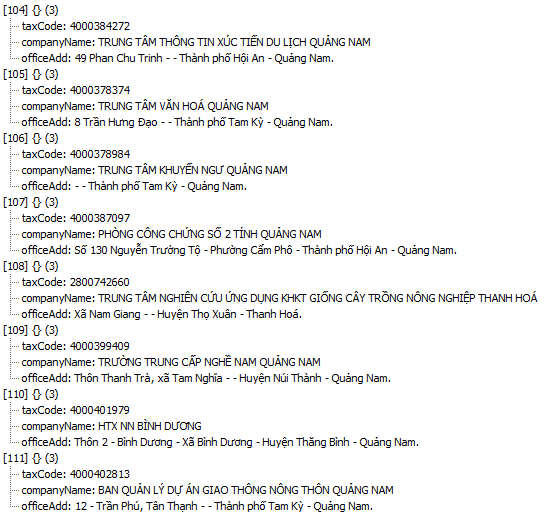 [104] {} (3)
taxCode: 4000384272
companyName: TRUNG TÂM THÔNG TIN XÚC TIẾN DU LỊCH QUẢNG NAM
officeAdd: 49 Phan Chu Trinh - - Thành phố Hội An - Quảng Nam.
[105] {} (3)
taxCode: 4000378374
companyName: TRUNG TÂM VĂN HOÁ QUẢNG NAM
officeAdd: 8 Trần Hưng Đạo - - Thành phố Tam Kỳ - Quảng Nam.
[106] {} (3)
taxCode: 4000378984
companyName: TRUNG TÂM KHUYẾN NGƯ QUẢNG NAM
officeAdd: - - Thành phố Tam Kỳ - Quảng Nam.
[107] {} (3)
taxCode: 4000387097
companyName: PHÒNG CÔNG CHỨNG SỐ 2 TỈNH QUẢNG NAM
officeAdd: Số 130 Nguyễn Trường Tộ - Phường Cẩm Phô - Thành phố Hội An - Quảng Nam.
[108] {} (3)
taxCode: 2800742660
companyName: TRUNG TÂM NGHIÊN CỨU ỨNG DỤNG KHKT GIỐNG CÂY TRỒNG NÔNG NGHIỆP THANH HOÁ
officeAdd: Xã Nam Giang - - Huyện Thọ Xuân - Thanh Hoá.
[109] {} (3)
taxCode: 4000399409
companyName: TRƯỜNG TRUNG CẤP NGHỀ NAM QUẢNG NAM
officeAdd: Thôn Thanh Trà, xã Tam Nghĩa - - Huyện Núi Thành - Quảng Nam.
[110] {} (3)
taxCode: 4000401979
companyName: HTX NN BÌNH DƯƠNG
officeAdd: Thôn 2 - Bình Dương - Xã Bình Dương - Huyện Thăng Bình - Quảng Nam.
[111] {} (3)
taxCode: 4000402813
companyName: BAN QUẢN LÝ DỰ ÁN GIAO THÔNG NÔNG THÔN QUẢNG NAM
officeAdd: 12 - Trần Phú, Tân Thạnh - - Thành phố Tam Kỳ - Quảng Nam.